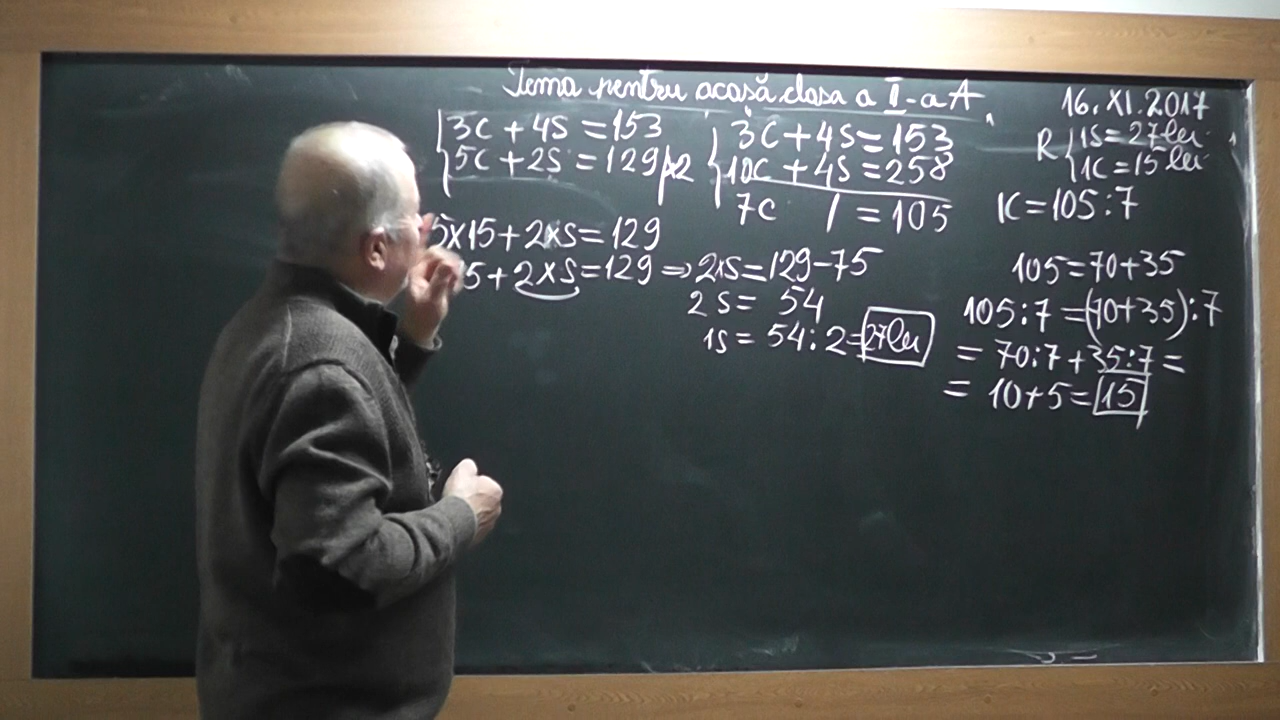 Tema pentru acasă clasa a II-a A
16.XI.2017
3C + 4S = 153
5C + 2S = 129 |x2
3C + 4S = 153
10C + 4S = 258
7C / = 105
R 1S = 27 lei
1C = 15 lei
1C = 105:7
5x15 + 2xS = 129
5 + 2xS = 129 => 2xS = 129-75
2S = 54
1S = 54:2 = 27 lei
105 = 70+35
105:7 = (70+35):7
= 70:7 + 35:7 =
= 10+5 = 15